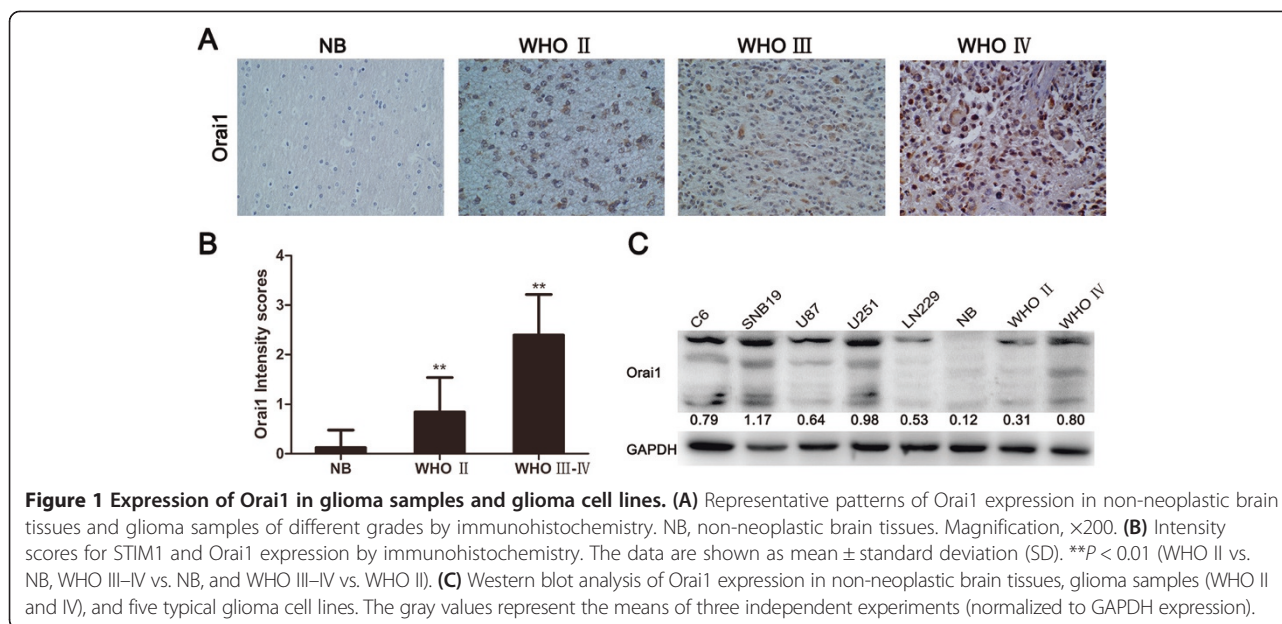 A
NB
WHO II
WHO III
WHO IV
Orai1
B
Orai1 Intensity scores
4
3
2
1
0
**
**
NB
WHO II
WHO III-IV
C
C6
SNB19
U87
U251
LN229
NB
WHO II
WHO IV
Orai1
0.79 1.17 0.64 0.98 0.53 0.12 0.31 0.80
GAPDH
Figure 1 Expression of Orai1 in glioma samples and glioma cell lines. (A) Representative patterns of Orai1 expression in non-neoplastic brain
tissues and glioma samples of different grades by immunohistochemistry. NB, non-neoplastic brain tissues. Magnification, ×200. (B) Intensity
scores for STIM1 and Orai1 expression by immunohistochemistry. The data are shown as mean ± standard deviation (SD). **P < 0.01 (WHO II vs.
NB, WHO III–IV vs. NB, and WHO III–IV vs. WHO II). (C) Western blot analysis of Orai1 expression in non-neoplastic brain tissues, glioma samples (WHO II
and IV), and five typical glioma cell lines. The gray values represent the means of three independent experiments (normalized to GAPDH expression).